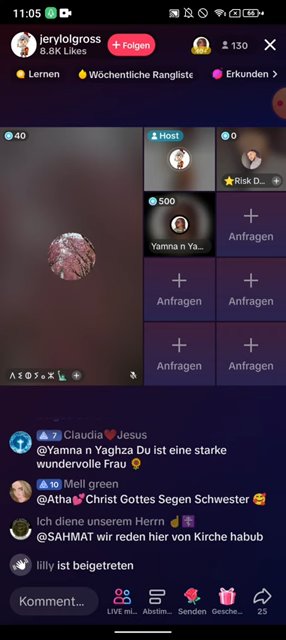 11:05
66
jerylolgross
8.8K Likes
+ Folgen
130
Lernen
Wöchentliche Rangliste
Erkunden
40
Host
0
⭐Risk D...
500
Yamna n Ya...
Anfragen
Anfragen
Anfragen
Anfragen
Anfragen
7 Claudia❤️Jesus
@Yamna n Yaghza Du ist eine starke
wundervolle Frau 🌻
10 Mell green
@Atha💕Christ Gottes Segen Schwester 🥰
Ich diene unserem Herrn ☝️✝️
@SAHMAT wir reden hier von Kirche habub
lilly ist beigetreten
Komment...
LIVE mi...
Abstim...
Senden
Gesche...
25